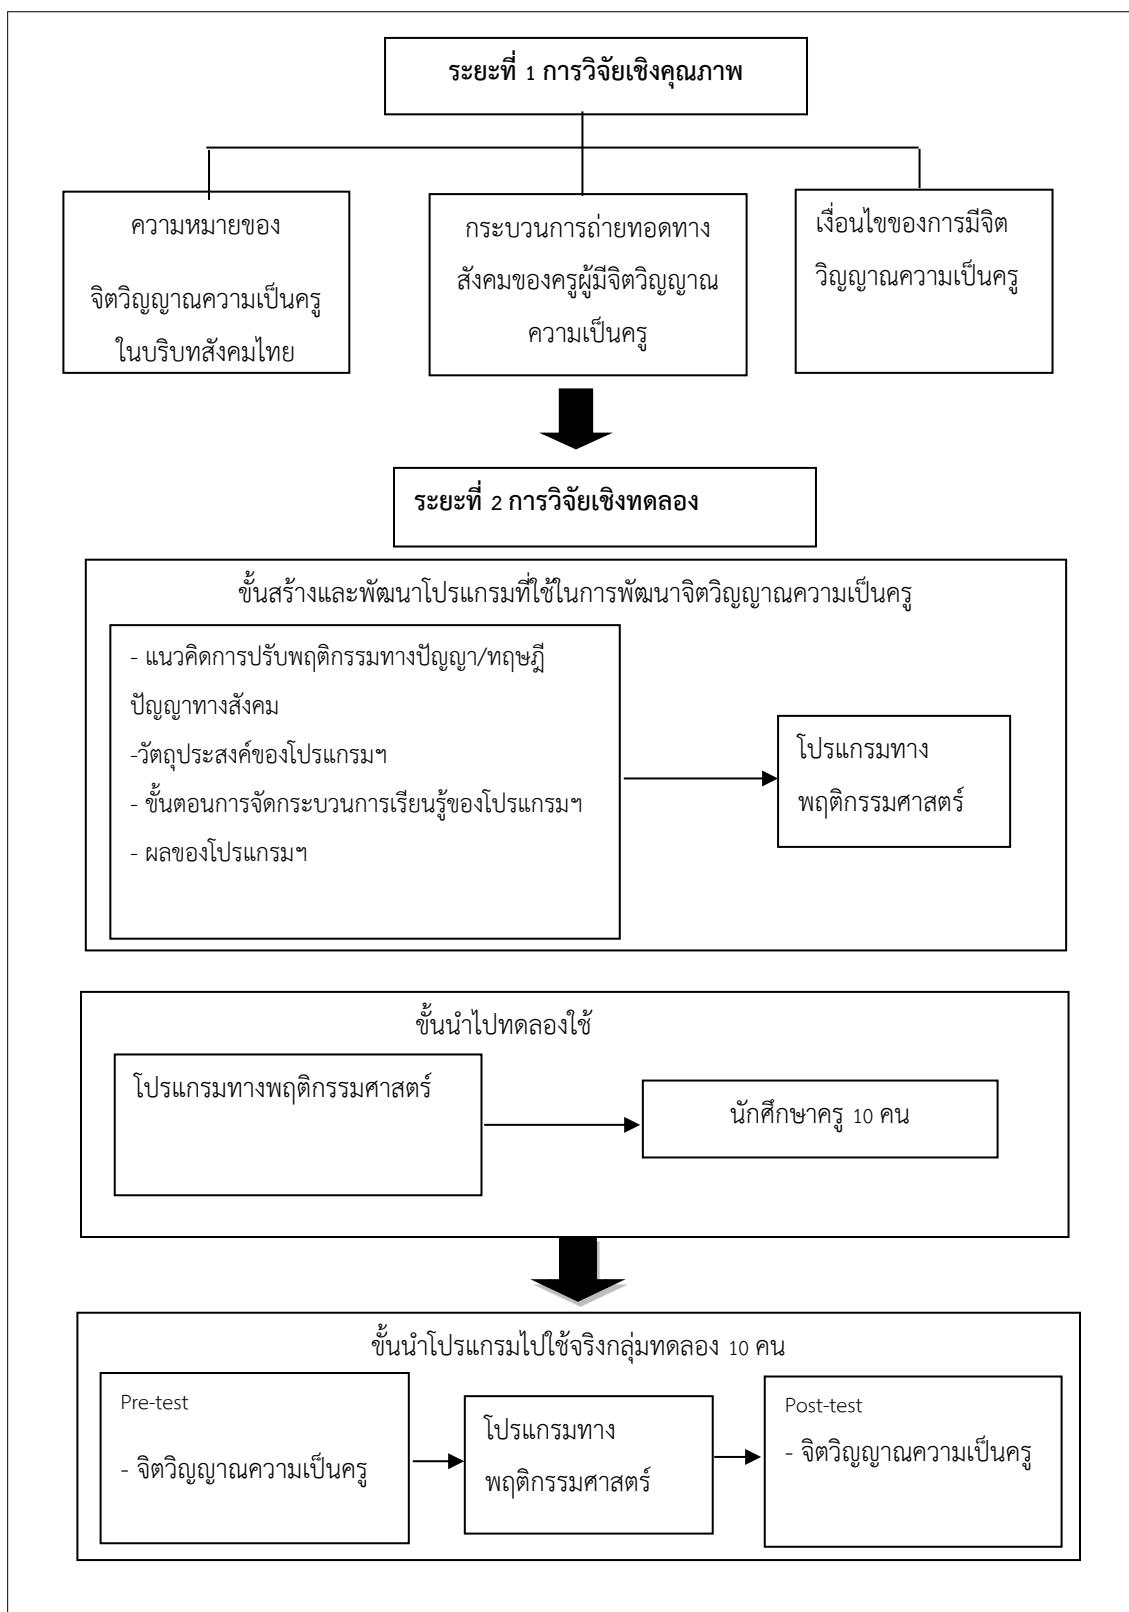 ระยะที่ 1 การวิจัยเชิงคุณภาพ
ความหมายของ
จิตวิญญาณความเป็นครู
ในบริบทสังคมไทย
กระบวนการถ่ายทอดทาง
สังคมของครูผู้มีจิตวิญญาณ
ความเป็นครู
เงื่อนไขของการมีจิต
วิญญาณความเป็นครู
ระยะที่ 2 การวิจัยเชิงทดลอง
ขั้นสร้างและพัฒนาโปรแกรมที่ใช้ในการพัฒนาจิตวิญญาณความเป็นครู
- แนวคิดการปรับพฤติกรรมทางปัญญา/ทฤษฎี
ปัญญาทางสังคม
-วัตถุประสงค์ของโปรแกรมฯ
- ขั้นตอนการจัดกระบวนการเรียนรู้ของโปรแกรมฯ
- ผลของโปรแกรมฯ
โปรแกรมทาง
พฤติกรรมศาสตร์
ขั้นนำไปทดลองใช้
โปรแกรมทางพฤติกรรมศาสตร์
นักศึกษาครู 10 คน
ขั้นนำโปรแกรมไปใช้จริงกลุ่มทดลอง 10 คน
Pre-test
- จิตวิญญาณความเป็นครู
โปรแกรมทาง
พฤติกรรมศาสตร์
Post-test
- จิตวิญญาณความเป็นครู